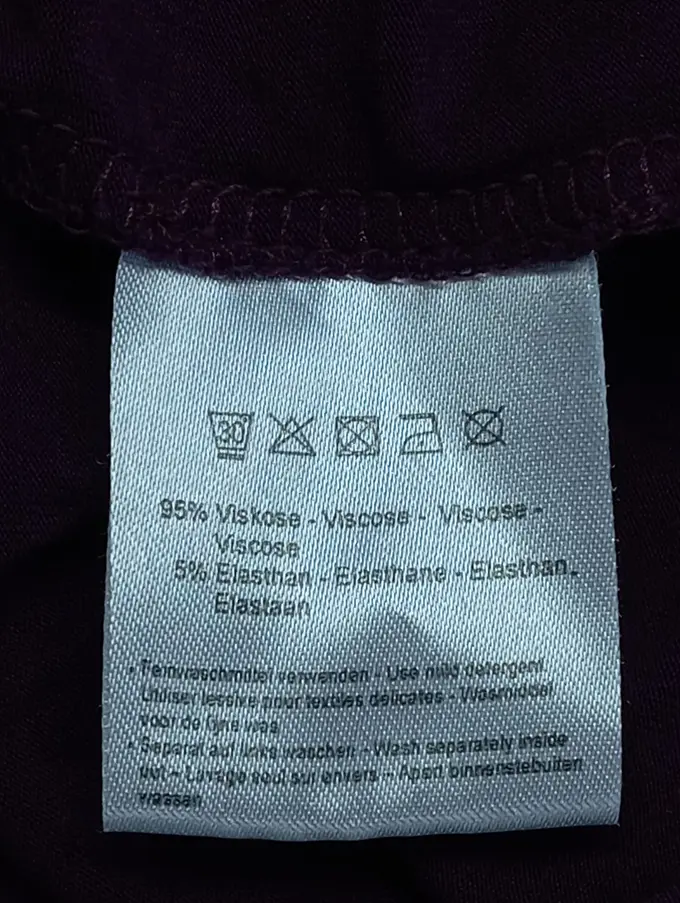 30
95% Viskose - Viscose - Viscose -
Viscose
5% Elasthan - Elasthane - Elasthan -
Elastaan
• Feinwaschmittel verwenden - Use mild detergent
Utiliser lessive pour textiles délicates - Wasmiddel
voor de fijne was
• Separat auf links waschen - Wash separately inside
out - Lavage seul sur envers - Apart binnenstebuiten
wassen